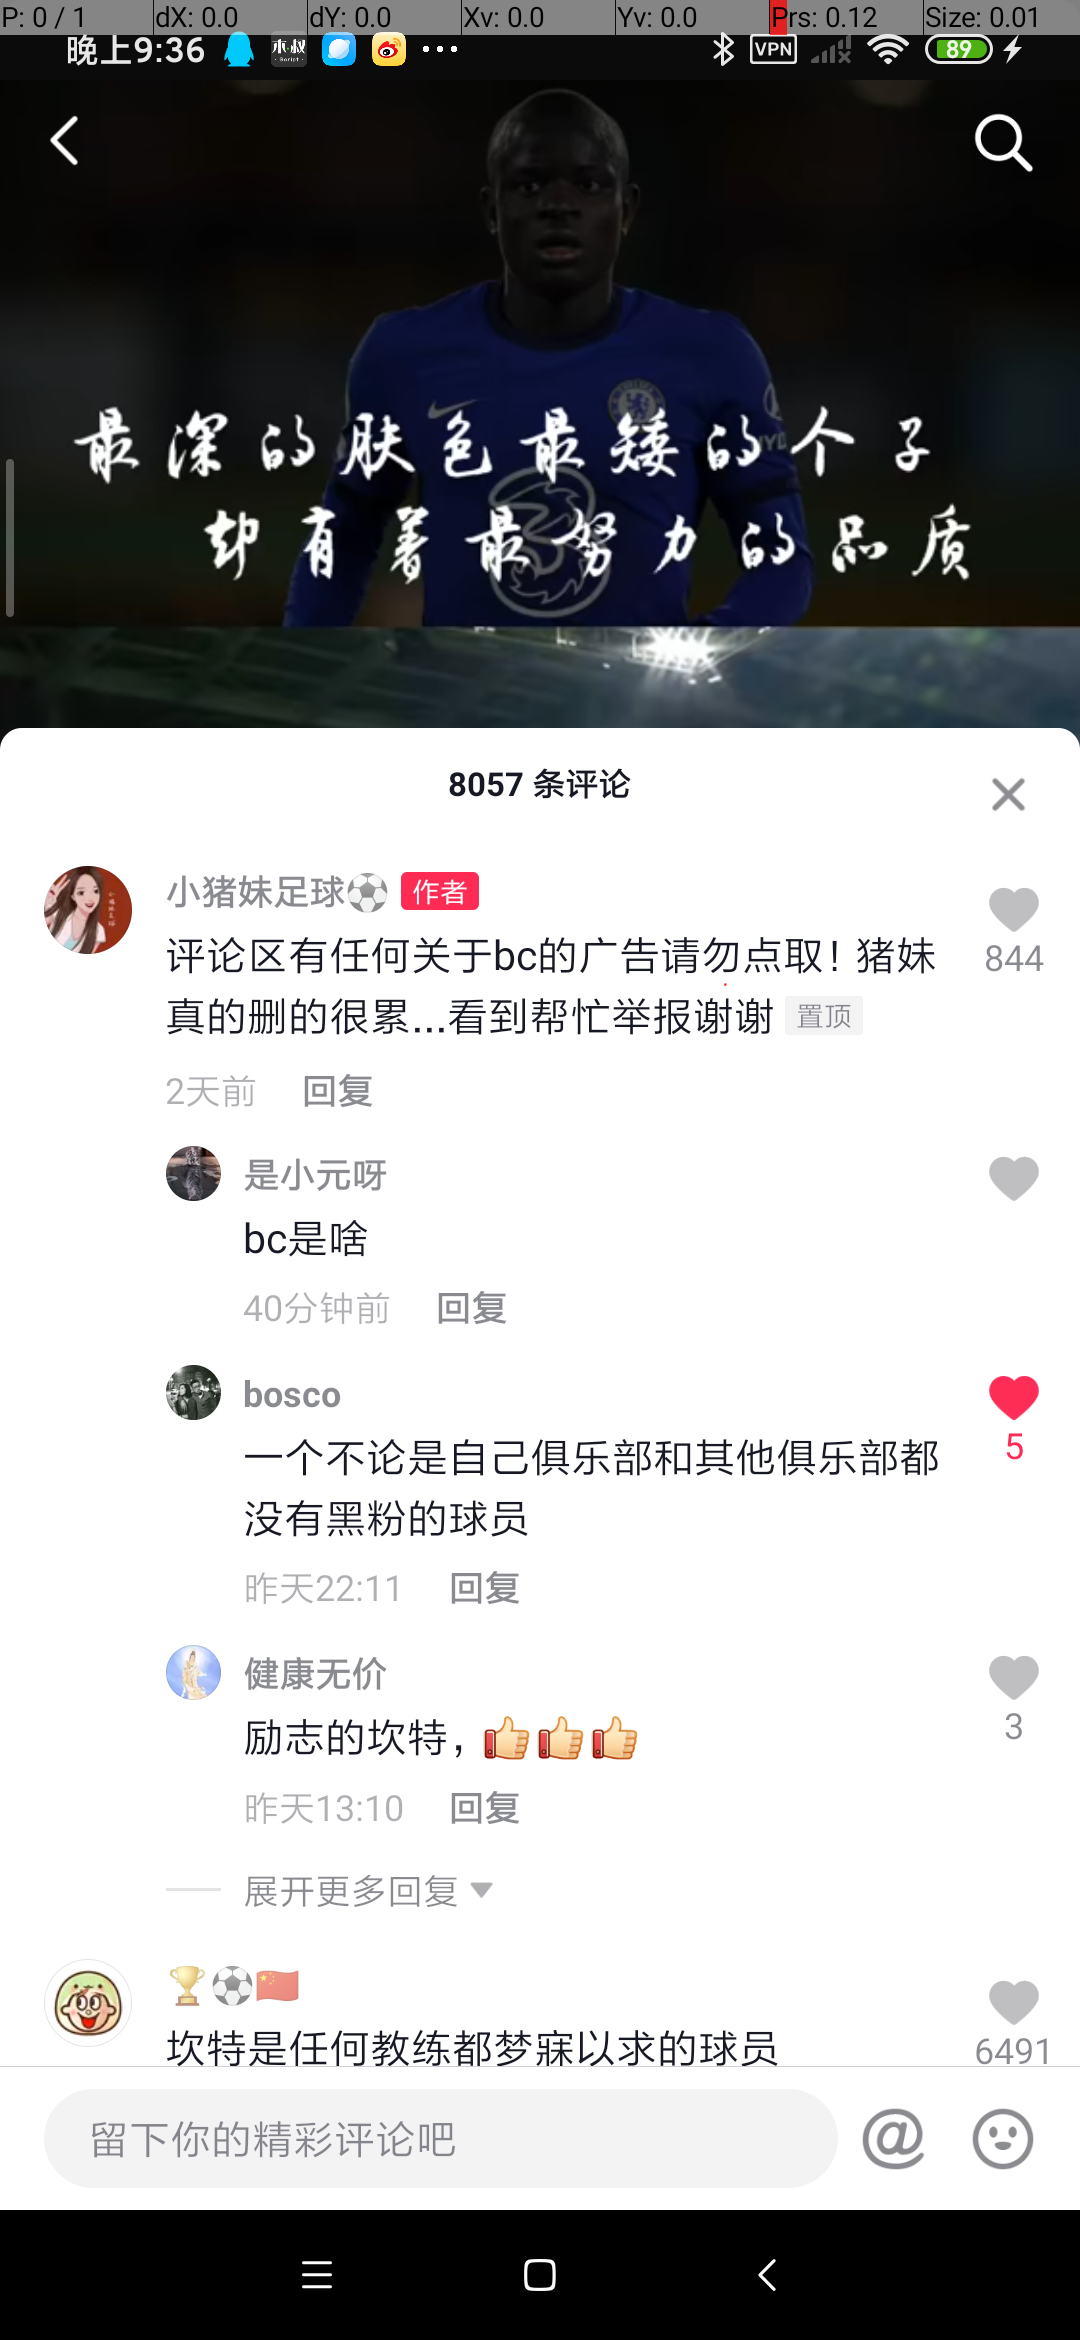 P: 0 / 1 dX: 0.0 dY: 0.0 Xv: 0.0 Yv: 0.0 Prs: 0.12 Size: 0.01
晚上9:36 木叔 Script VPN 89
最深的肤色最矮的个子
却有着最努力的品质
8057 条评论
小猪妹足球⚽ 作者
评论区有任何关于bc的广告请勿点取！猪妹
844
真的删的很累...看到帮忙举报谢谢 置顶
2天前 回复
是小元呀
bc是啥
40分钟前 回复
bosco
一个不论是自己俱乐部和其他俱乐部都
5
没有黑粉的球员
昨天22:11 回复
健康无价
励志的坎特，👍👍👍
3
昨天13:10 回复
展开更多回复
🏆⚽🇨🇳
坎特是任何教练都梦寐以求的球员
6491
留下你的精彩评论吧